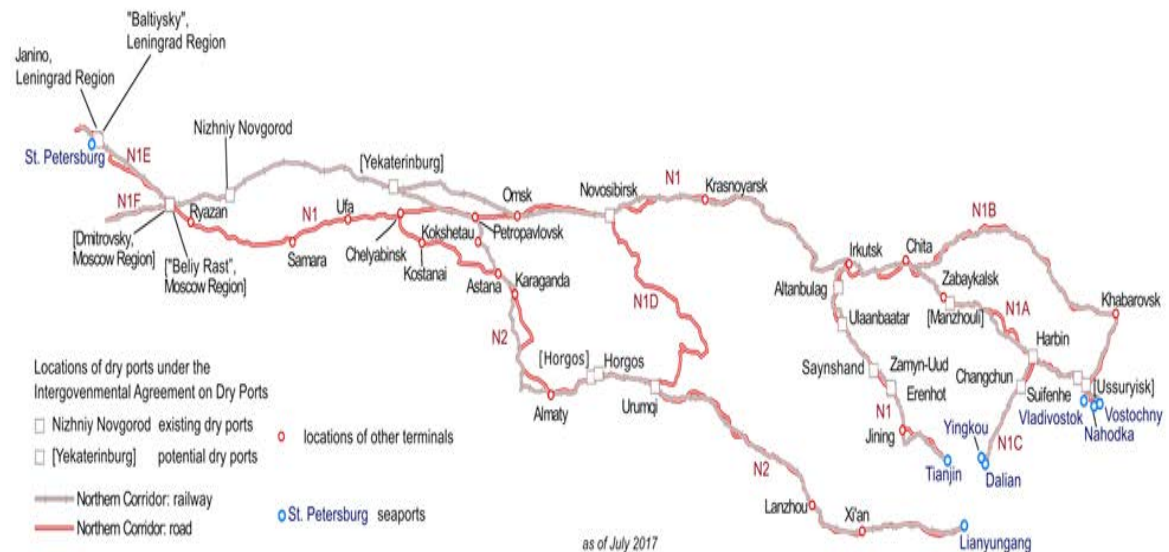 "Baltiysky",
Leningrad Region
Janino,
Leningrad Region
Nizhniy Novgorod
St. Petersburg
N1E
[Yekaterinburg]
N1F
Ryazan
N1
Ufa
Omsk
Novosibirsk
N1
Krasnoyarsk
[Dmitrovsky,
Moscow Region]
["Beliy Rast",
Moscow Region]
Samara
Chelyabinsk
Kokshetau
Petropavlovsk
Kostanai
Astana
Karaganda
N1D
N2
[Horgos]
Horgos
Almaty
Urumqi
Irkutsk
Chita
N1B
Altanbulag
Zabaykalsk
[Manzhouli]
N1A
Khabarovsk
Ulaanbaatar
Harbin
Saynshand
Zamyn-Uud
Erenhot
Changchun
Suifenhe
[Ussuryisk]
Vladivostok
Vostochny
Nahodka
N1
Jining
Yingkou
N1C
Tianjin
Dalian
N2
Lanzhou
Xi'an
Lianyungang
Locations of dry ports under the
Intergovenmental Agreement on Dry Ports
Nizhniy Novgorod existing dry ports
[Yekaterinburg] potential dry ports
locations of other terminals
Northern Corridor: railway
Northern Corridor: road
St. Petersburg seaports
as of July 2017